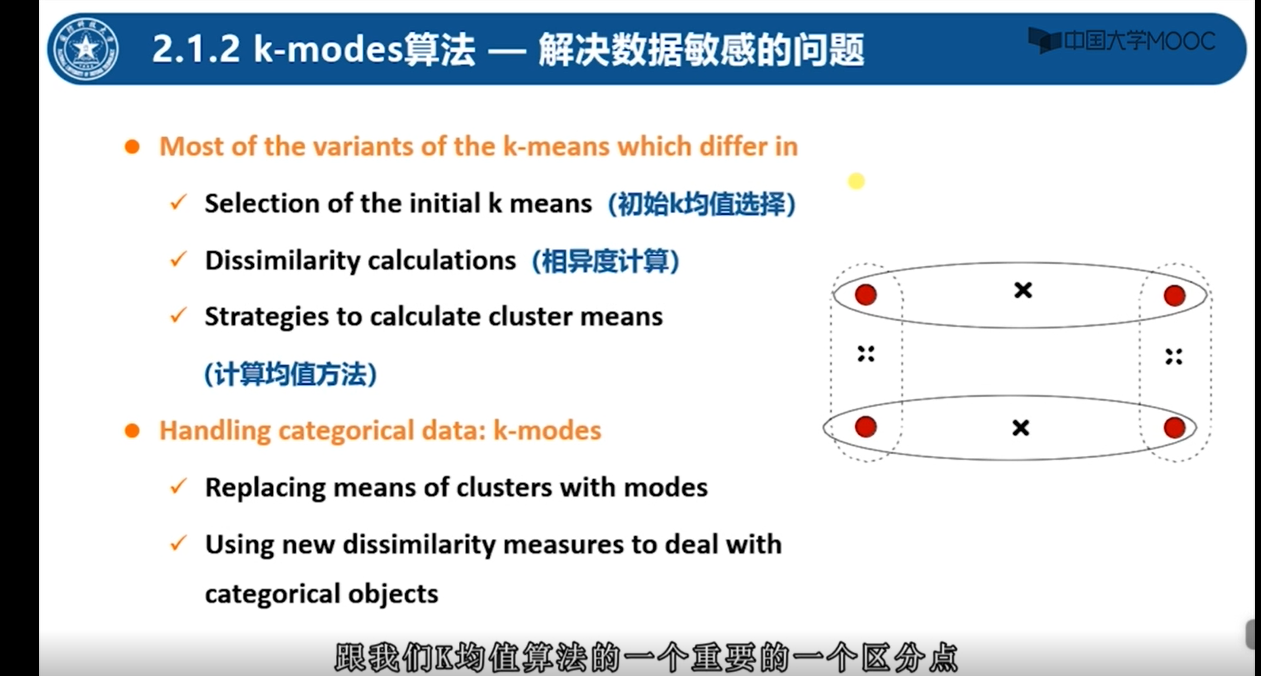 2.1.2 k-modes算法 — 解决数据敏感的问题
中国大学MOOC
Most of the variants of the k-means which differ in
Selection of the initial k means (初始k均值选择)
Dissimilarity calculations (相异度计算)
Strategies to calculate cluster means
(计算均值方法)
Handling categorical data: k-modes
Replacing means of clusters with modes
Using new dissimilarity measures to deal with
categorical objects
跟我们K均值算法的一个重要的一个区分点